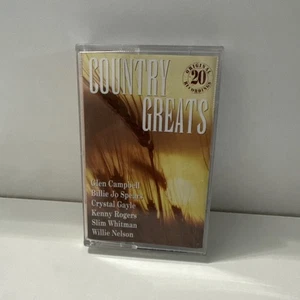 COUNTRY
GREATS
ORIGINAL
20
RECORDINGS
Glen Campbell
Billie Jo Spears
Crystal Gayle
Kenny Rogers
Slim Whitman
Willie Nelson